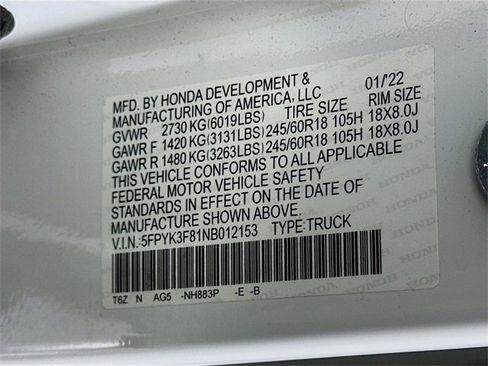 MFD. BY HONDA DEVELOPMENT & 01/'22
MANUFACTURING OF AMERICA, LLC
GVWR 2730 KG(6019LBS) TIRE SIZE RIM SIZE
GAWR F 1420 KG(3131LBS) 245/60R18 105H 18X8.0J
GAWR R 1480 KG(3263LBS) 245/60R18 105H 18X8.0J
THIS VEHICLE CONFORMS TO ALL APPLICABLE
FEDERAL MOTOR VEHICLE SAFETY
STANDARDS IN EFFECT ON THE DATE OF
MANUFACTURE SHOWN ABOVE.
V.I.N.:5FPYK3F81NB012153 TYPE:TRUCK
T6Z N AG5 -NH883P -E -B